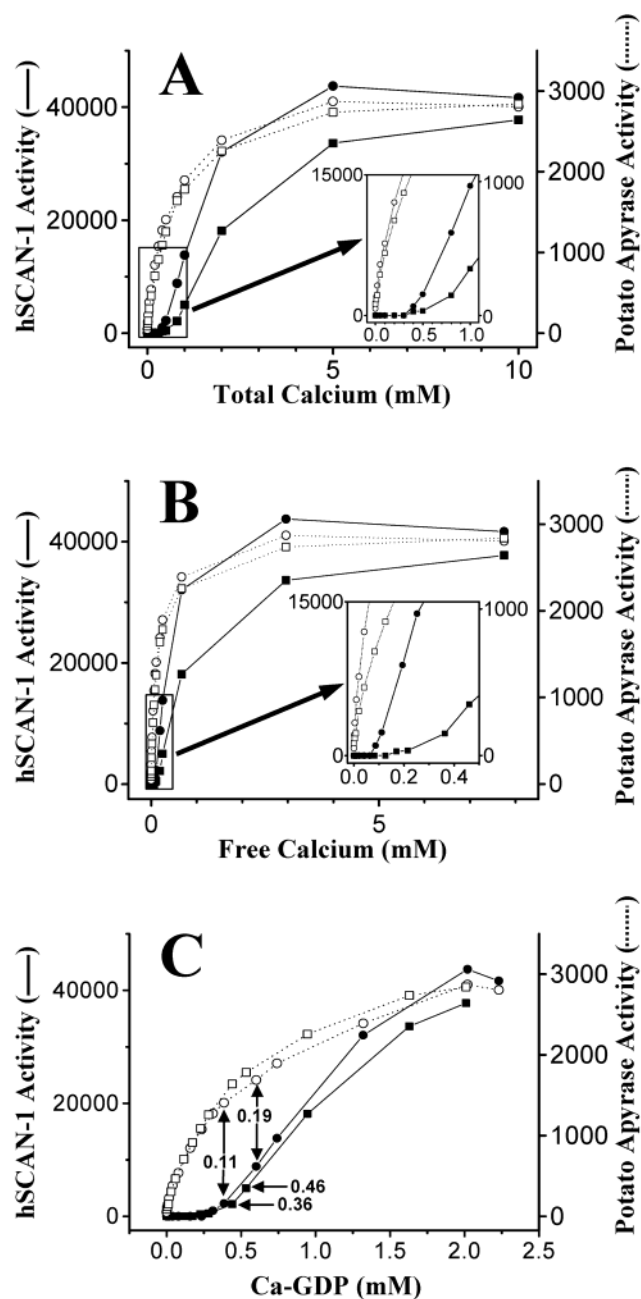 A
hSCAN-1 Activity (——)
40000
20000
0
Potato Apyrase Activity (.......)
3000
2000
1000
0
15000
0
1000
0
0.0 0.5 1.0
0 5 10
Total Calcium (mM)
B
hSCAN-1 Activity (——)
40000
20000
0
Potato Apyrase Activity (.......)
3000
2000
1000
0
15000
0
1000
0
0.0 0.2 0.4
0 5
Free Calcium (mM)
C
hSCAN-1 Activity (——)
40000
20000
0
Potato Apyrase Activity (.......)
3000
2000
1000
0
0.19
0.11
0.46
0.36
0.0 0.5 1.0 1.5 2.0 2.5
Ca-GDP (mM)